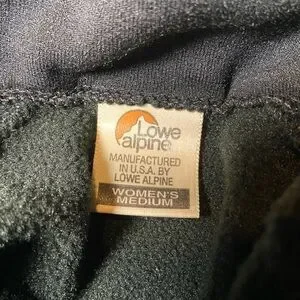 Lowe
alpine
MANUFACTURED
IN U.S.A. BY
LOWE ALPINE
WOMEN'S
MEDIUM